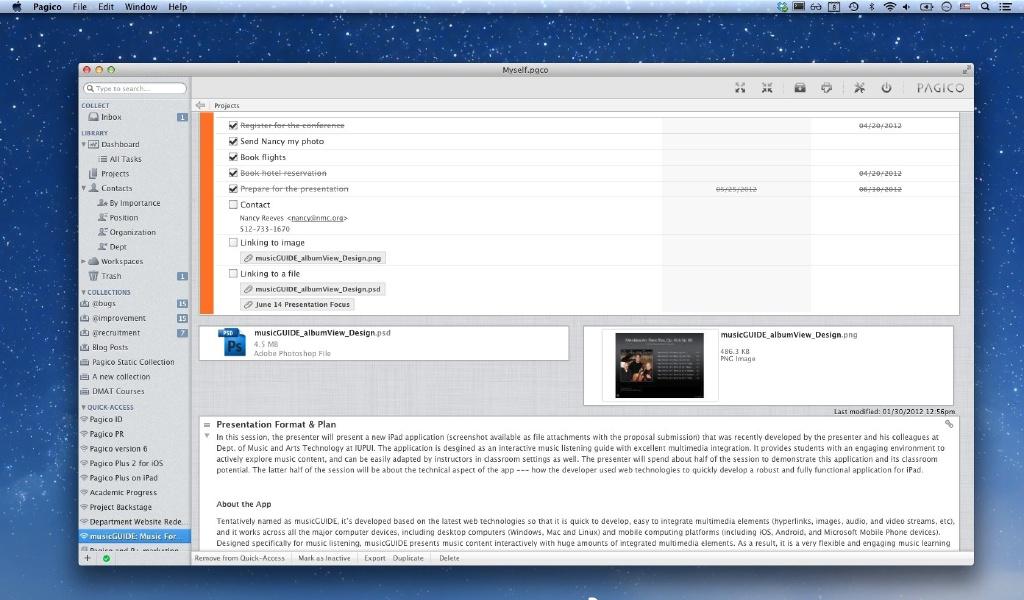 Pagico File Edit Window Help
Myself.pgco
Type to search...
PAGICO
COLLECT
Inbox 1
LIBRARY
Dashboard
All Tasks
Projects
Contacts
By Importance
Position
Organization
Dept
Workspaces
Trash 1
COLLECTIONS
@bugs 15
@improvement 15
@recruitment 7
Blog Posts
Pagico Static Collection
A new collection
DMAT Courses
QUICK-ACCESS
Pagico ID
Pagico PR
Pagico version 6
Pagico Plus 2 for iOS
Pagico Plus on iPad
Academic Progress
Project Backstage
Department Website Rede...
musicGUIDE: Music For...
Projects
Register for the conference 04/20/2012
Send Nancy my photo
Book flights
Book hotel reservation 04/20/2012
Prepare for the presentation 05/25/2012 06/10/2012
Contact
Nancy Reeves <nancy@nmc.org>
512-733-1670
Linking to image
musicGUIDE_albumView_Design.png
Linking to a file
musicGUIDE_albumView_Design.psd
June 14 Presentation Focus
PSD
Ps
musicGUIDE_albumView_Design.psd
4.5 MB
Adobe Photoshop File
musicGUIDE_albumView_Design.png
486.3 KB
PNG Image
Last modified: 01/30/2012 12:56pm
Presentation Format & Plan
In this session, the presenter will present a new iPad application (screenshot available as file attachments with the proposal submission) that was recently developed by the presenter and his colleagues at
Dept. of Music and Arts Technology at IUPUI. The application is desgined as an interactive music listening guide with excellent multimedia integration. It provides students with an engaging environment to
actively explore music content, and can be easily adapted by instructors in classroom settings as well. The presenter will spend about half of the session to demonstrate this application and its classroom
potential. The latter half of the session will be about the technical aspect of the app --- how the developer used web technologies to quickly develop a robust and fully functional application for iPad.
About the App
Tentatively named as musicGUIDE, it's developed based on the latest web technologies so that it is quick to develop, easy to integrate multimedia elements (hyperlinks, images, audio, and video streams, etc),
and it works across all the major computer devices, including desktop computers (Windows, Mac and Linux) and mobile computing platforms (including iOS, Android, and Microsoft Mobile Phone devices).
Designed specifically for music listening, musicGUIDE presents music content interactively with huge amounts of integrated multimedia elements. As a result, it is a very flexible and engaging music learning
Remove from Quick-Access Mark as Inactive Export Duplicate Delete